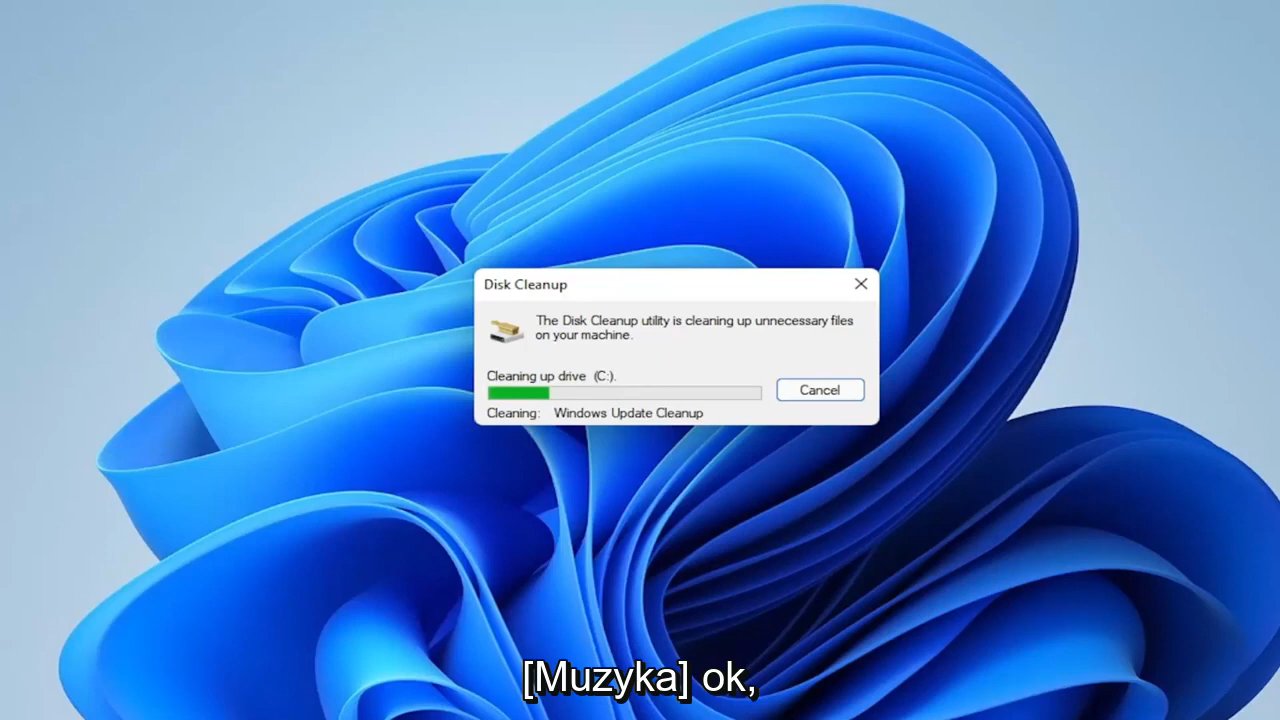 Disk Cleanup
The Disk Cleanup utility is cleaning up unnecessary files
on your machine.
Cleaning up drive (C:).
Cancel
Cleaning: Windows Update Cleanup
[Muzyka] ok,